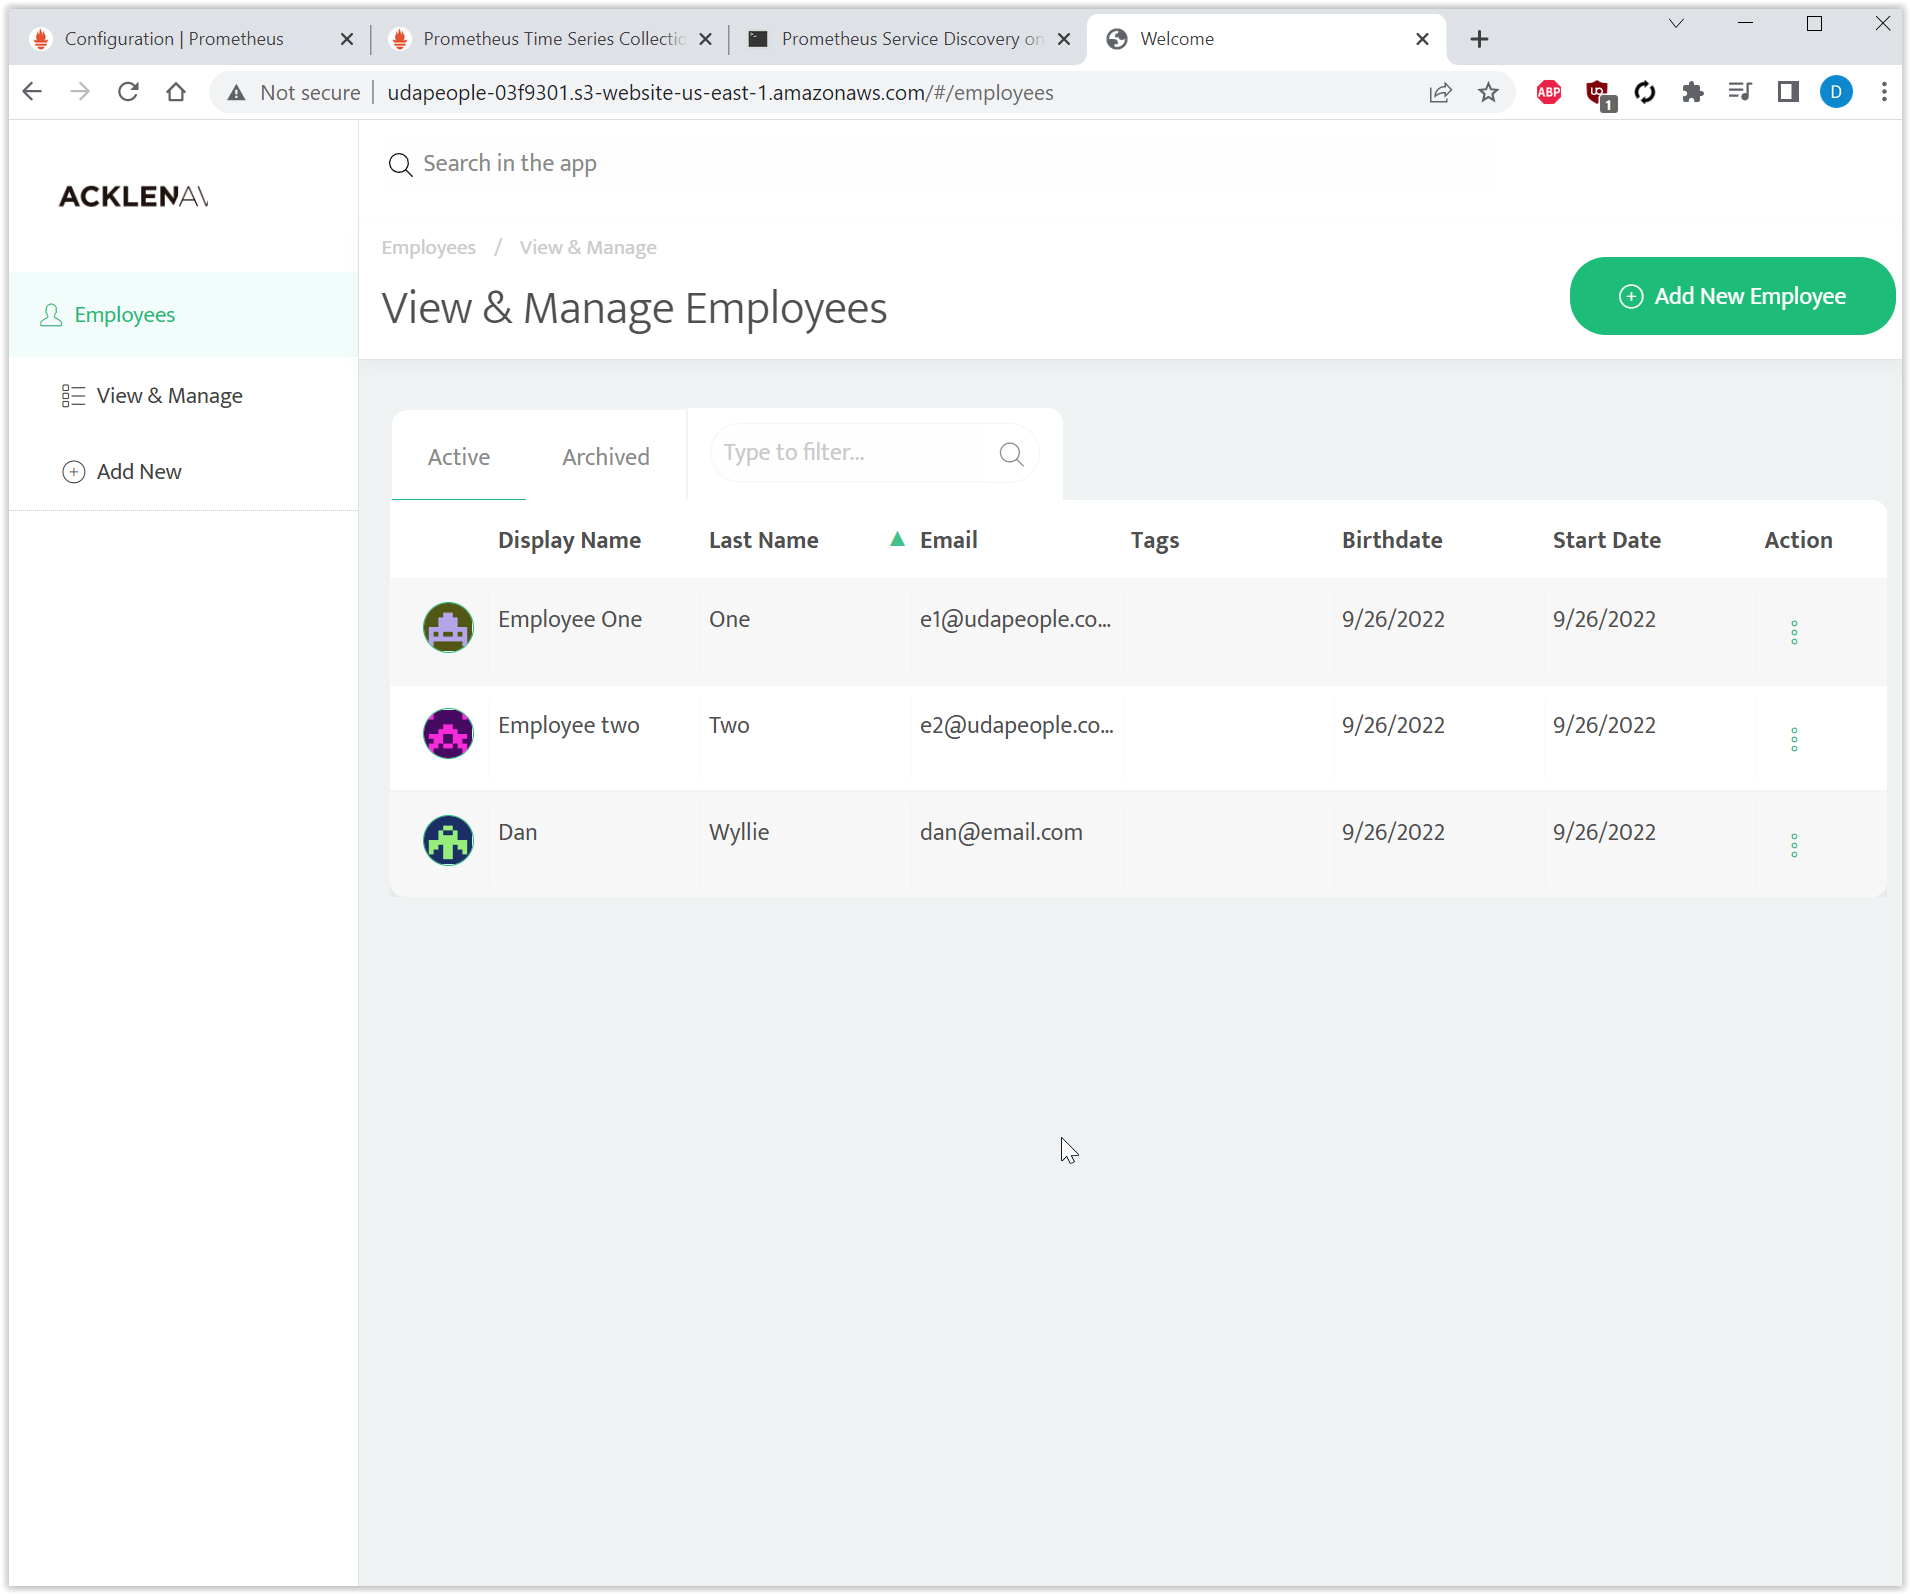 Configuration | Prometheus
Prometheus Time Series Collectio
Prometheus Service Discovery on
Welcome
Not secure
udapeople-03f9301.s3-website-us-east-1.amazonaws.com/#/employees
ABP
1
D
ACKLENAV
Search in the app
Employees / View & Manage
View & Manage Employees
Add New Employee
Employees
View & Manage
Add New
Active
Archived
Type to filter...
Display Name Last Name ▲ Email Tags Birthdate Start Date Action
Employee One One e1@udapeople.co... 9/26/2022 9/26/2022
Employee two Two e2@udapeople.co... 9/26/2022 9/26/2022
Dan Wyllie dan@email.com 9/26/2022 9/26/2022